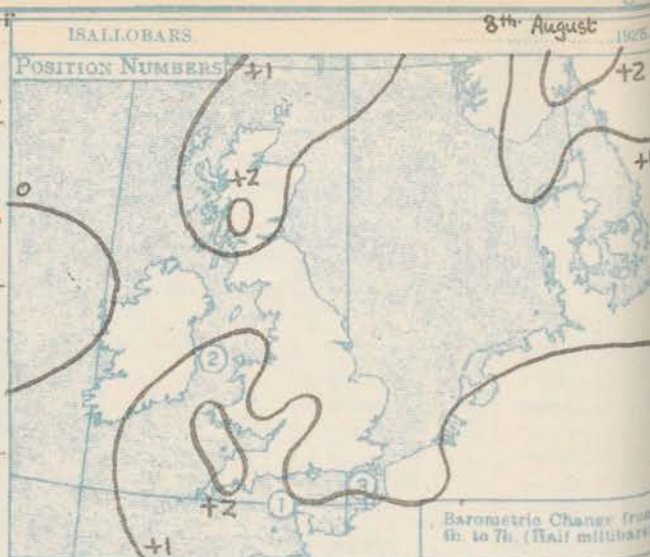 ISALLOBARS 8th August 1928
POSITION NUMBERS
+1
+2
0
+2
2
+2
1
3
+1
Barometric Change from
6h. to 7h. (Half millibars